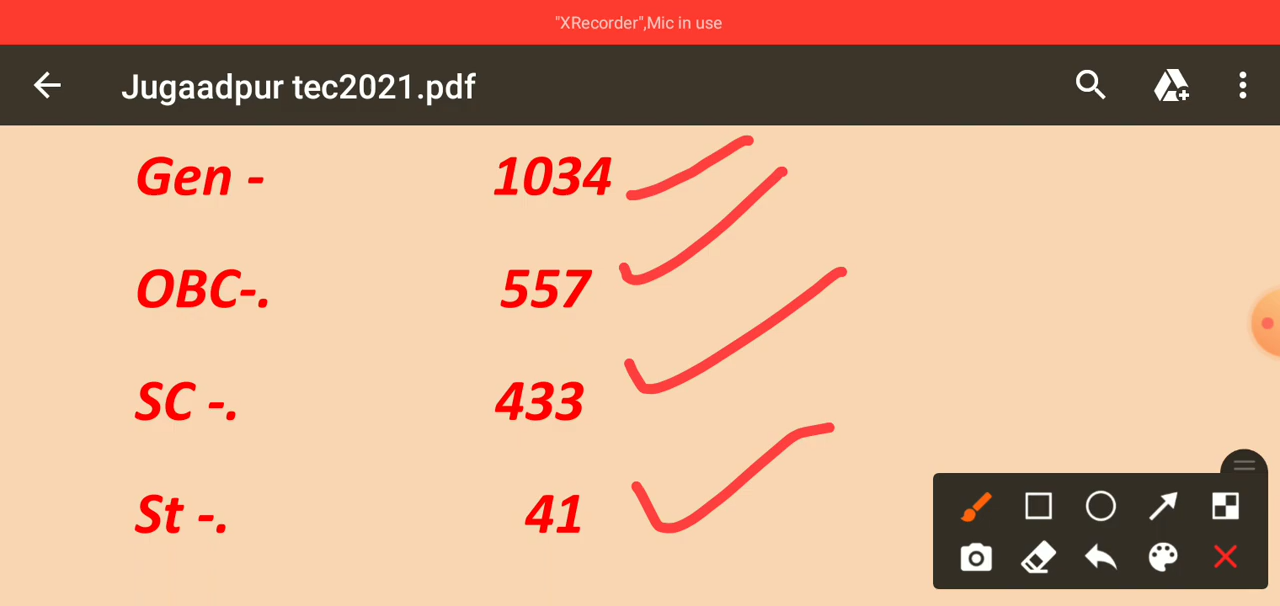 "XRecorder",Mic in use
Jugaadpur tec2021.pdf
Gen - 1034
OBC-. 557
SC -. 433
St -. 41